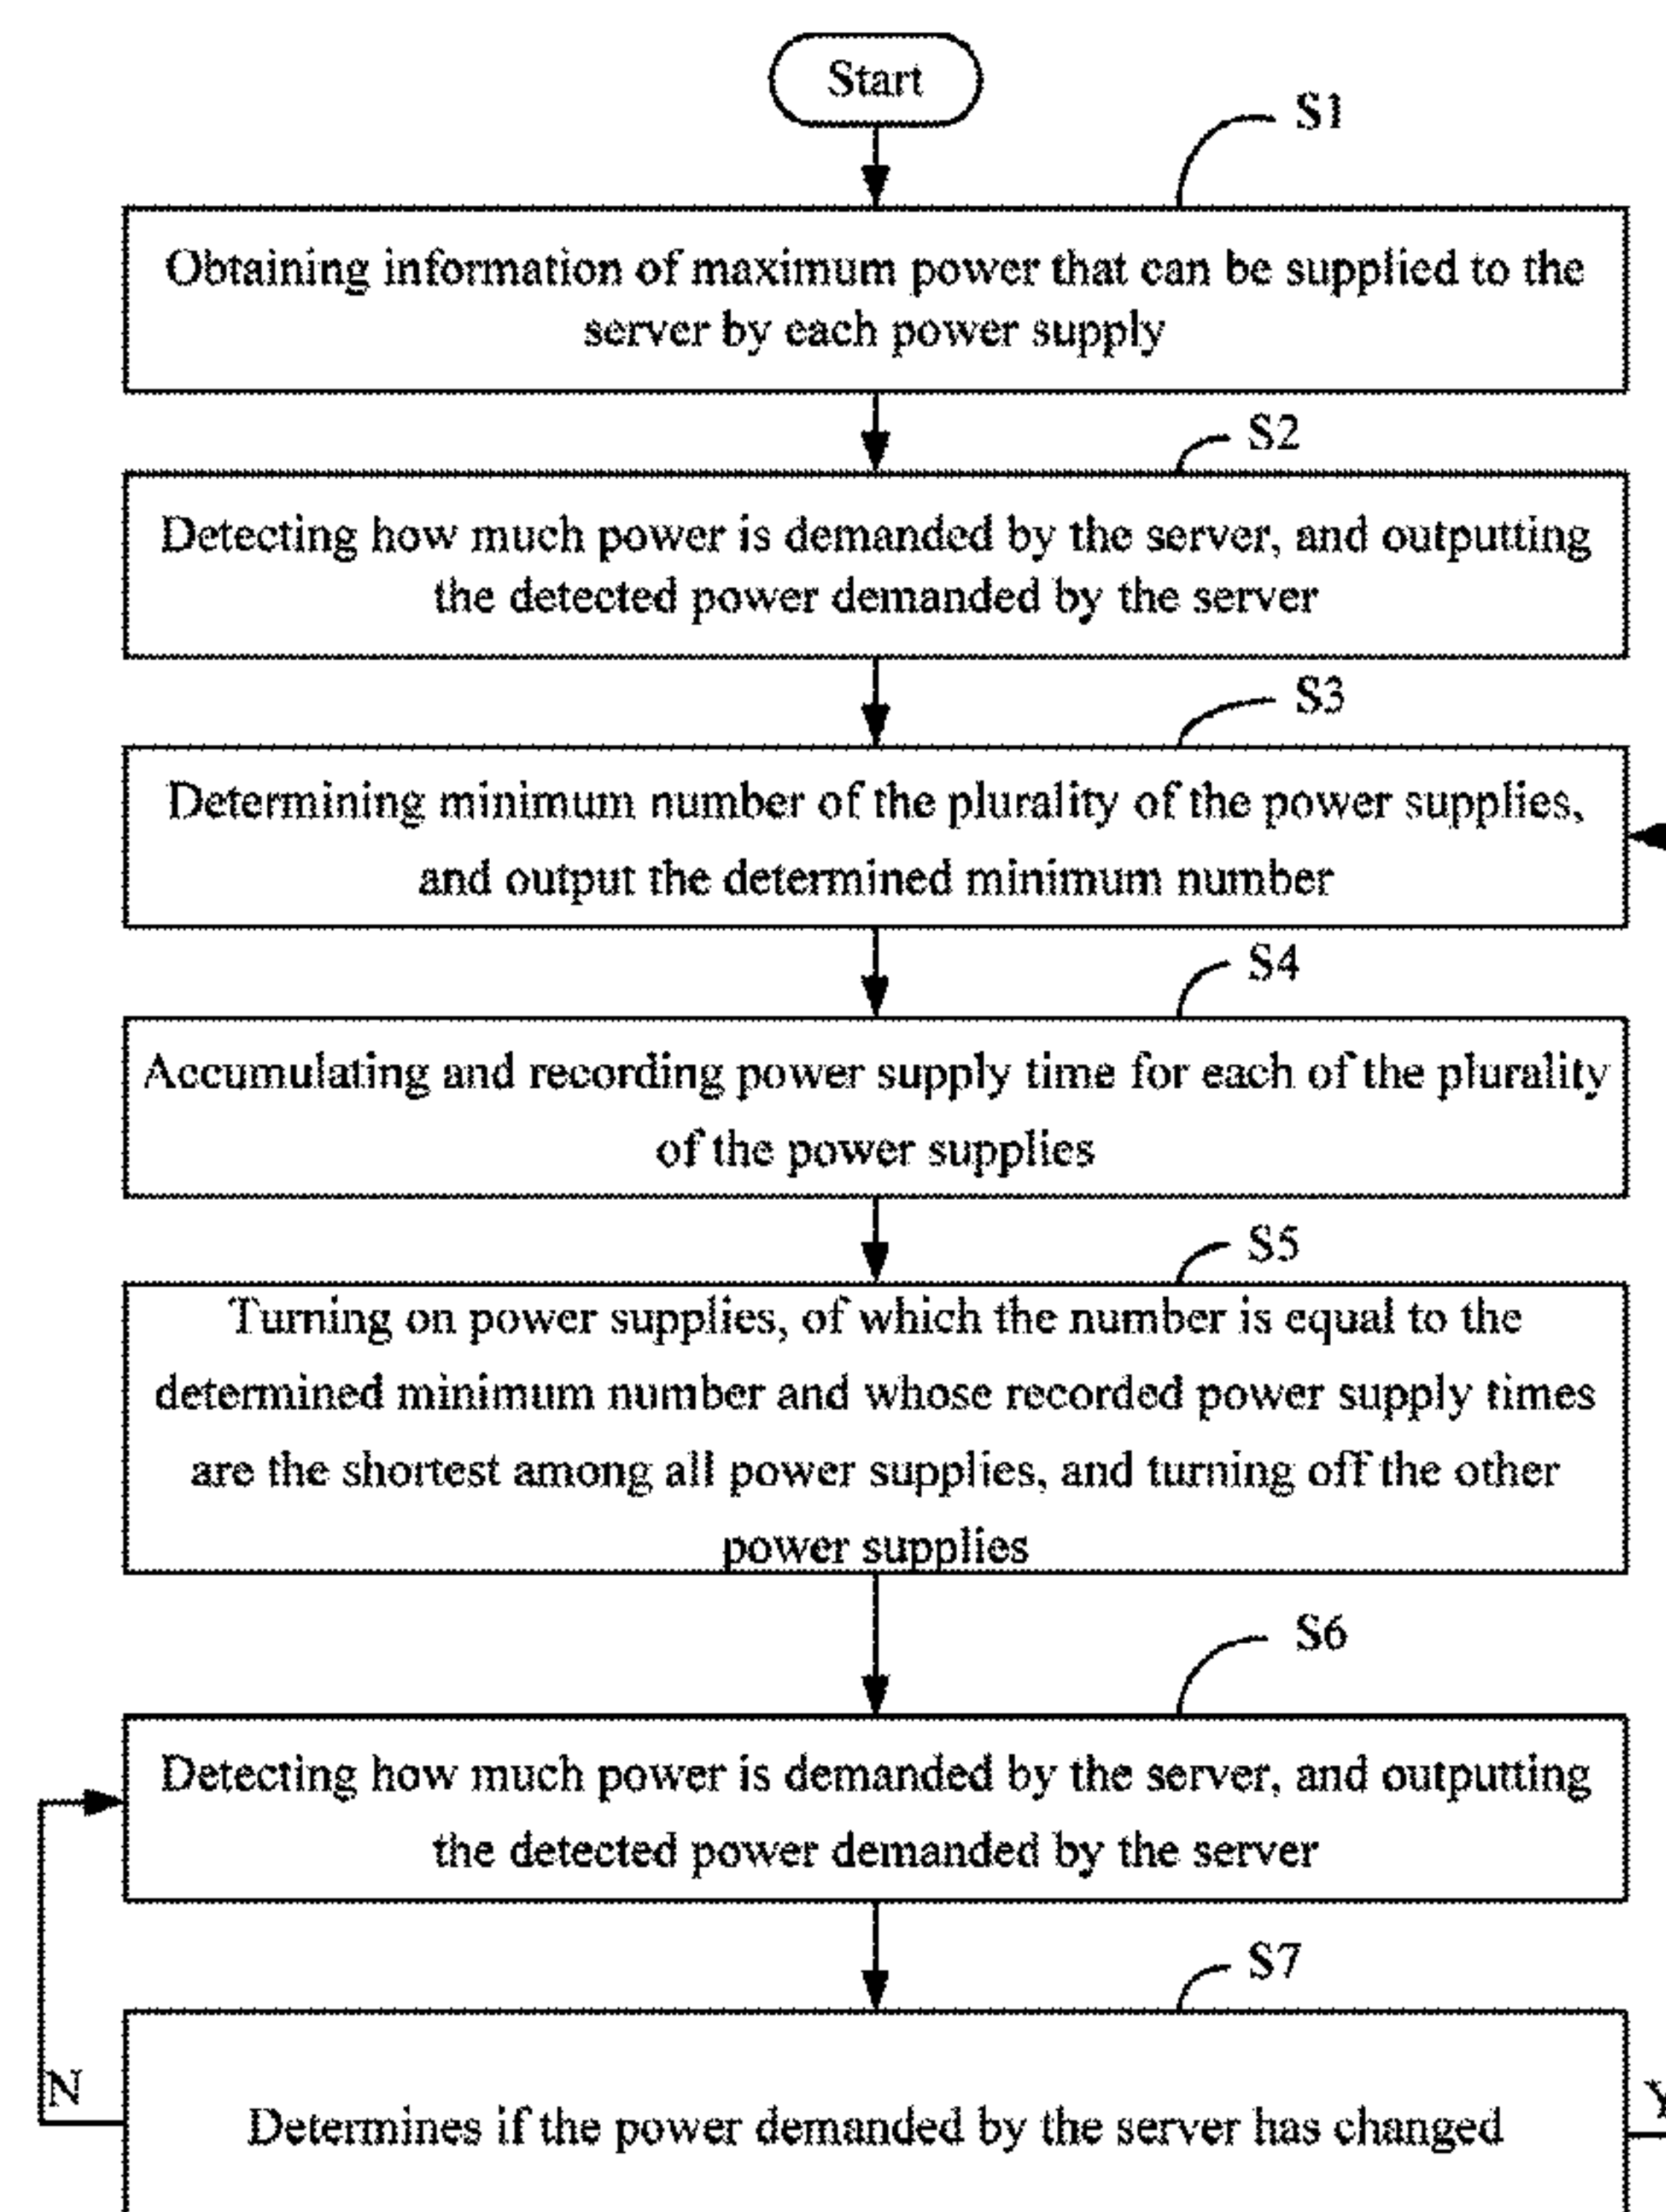 Start
S1
Obtaining information of maximum power that can be supplied to the
server by each power supply
S2
Detecting how much power is demanded by the server, and outputting
the detected power demanded by the server
S3
Determining minimum number of the plurality of the power supplies,
and output the determined minimum number
S4
Accumulating and recording power supply time for each of the plurality
of the power supplies
S5
Turning on power supplies, of which the number is equal to the
determined minimum number and whose recorded power supply times
are the shortest among all power supplies, and turning off the other
power supplies
S6
Detecting how much power is demanded by the server, and outputting
the detected power demanded by the server
S7
N
Y
Determines if the power demanded by the server has changed